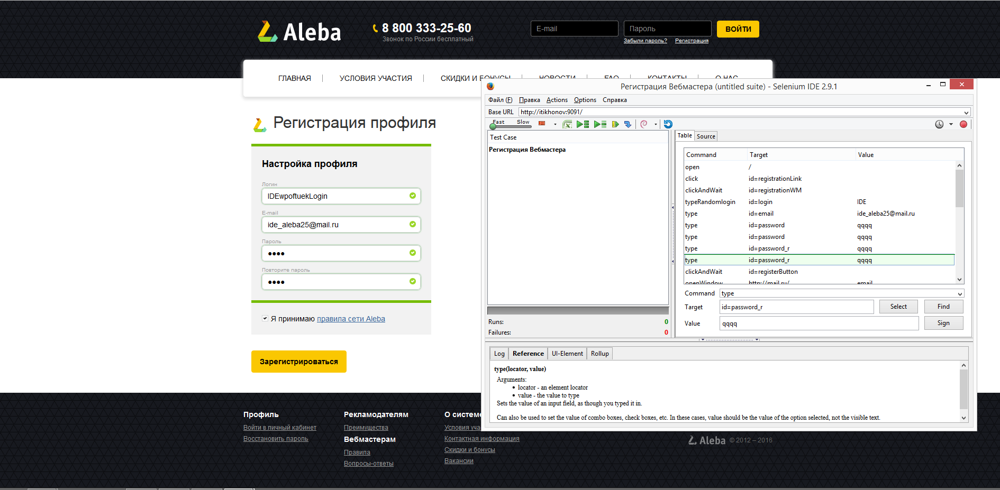 Aleba
8 800 333-25-60
Звонок по России бесплатный
E-mail
Пароль
ВОЙТИ
Забыли пароль?
Регистрация
ГЛАВНАЯ
УСЛОВИЯ УЧАСТИЯ
СКИДКИ И БОНУСЫ
НОВОСТИ
FAQ
КОНТАКТЫ
О НАС
Регистрация профиля
Настройка профиля
Логин
IDEwpoftuekLogin
E-mail
ide_aleba25@mail.ru
Пароль
Повторите пароль
Я принимаю правила сети Aleba
Зарегистрироваться
Регистрация Вебмастера (untitled suite) - Selenium IDE 2.9.1
Файл (F) Правка Actions Options Справка
Base URL http://itikhonov:9091/
Fast Slow
Test Case
Регистрация Вебмастера
Runs: 0
Failures: 0
Table Source
Command Target Value
open /
click id=registrationLink
clickAndWait id=registrationWM
typeRandomlogin id=login IDE
type id=email ide_aleba25@mail.ru
type id=password qqqq
type id=password qqqq
type id=password_r qqqq
type id=password_r qqqq
clickAndWait id=registerButton
openWindow http://mail.ru/ email
Command type
Target id=password_r Select Find
Value qqqq Sign
Log Reference UI-Element Rollup
type(locator, value)
Arguments:
• locator - an element locator
• value - the value to type
Sets the value of an input field, as though you typed it in.
Can also be used to set the value of combo boxes, check boxes, etc. In these cases, value should be the value of the option selected, not the visible text.
Профиль
Войти в личный кабинет
Восстановить пароль
Рекламодателям
Преимущества
Вебмастерам
Правила
Вопросы-ответы
О системе
Условия уча
Контактная информация
Скидки и бонусы
Вакансии
Aleba © 2012 – 2016